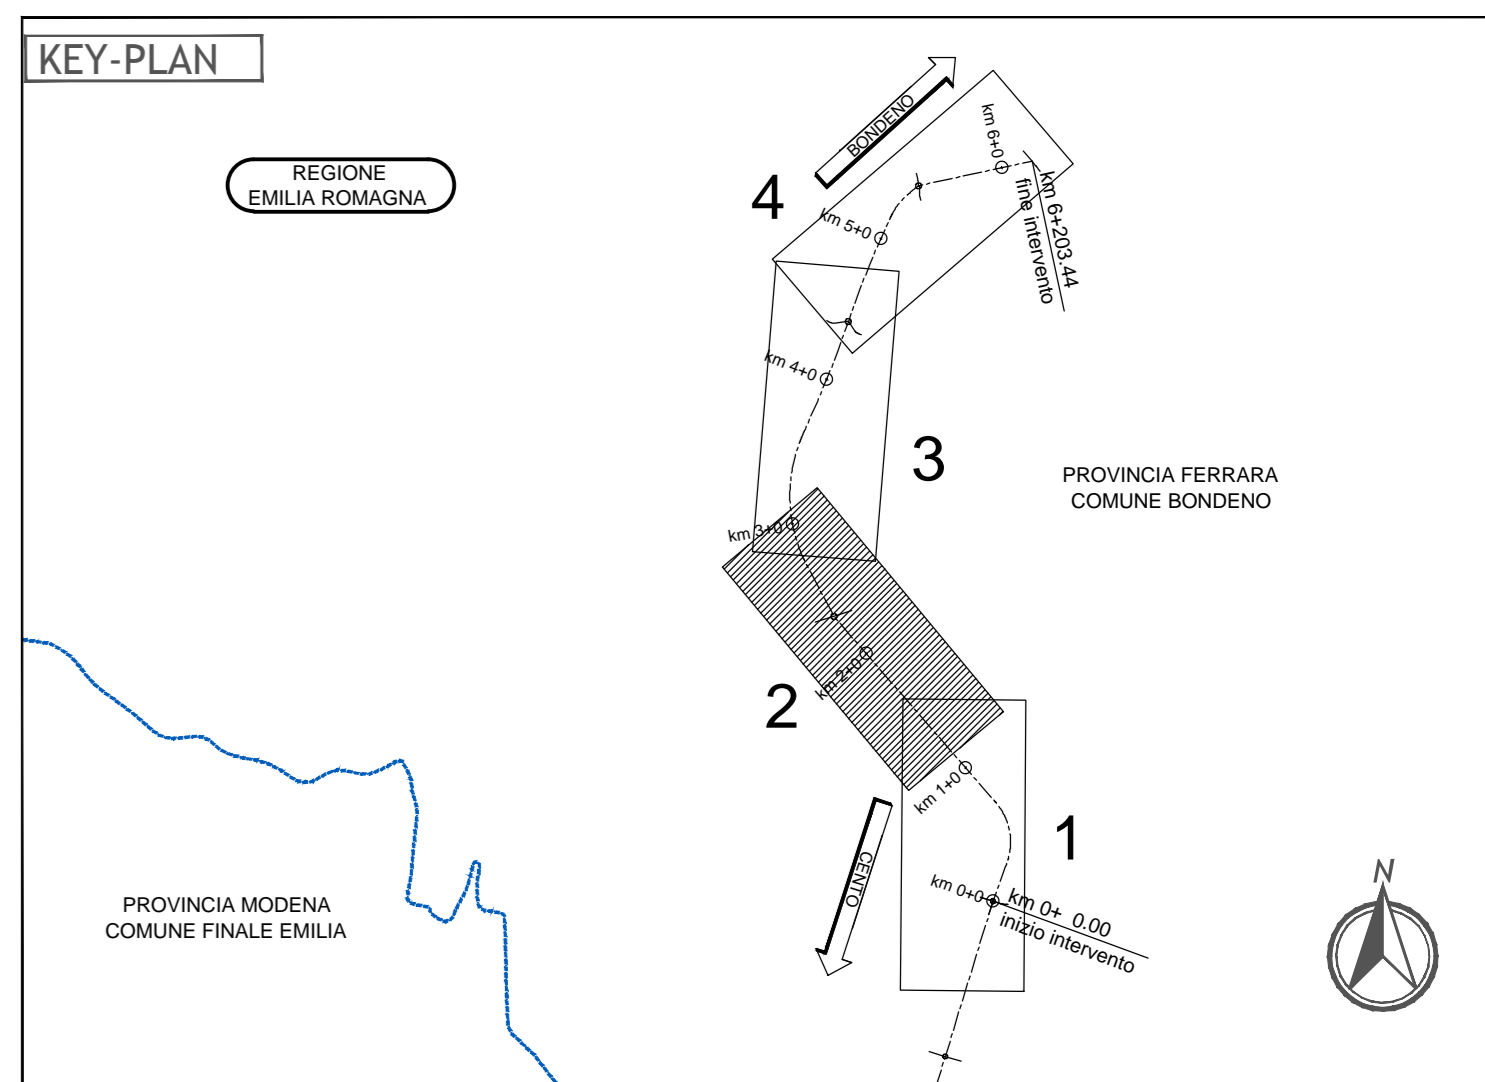 KEY-PLAN
REGIONE
EMILIA ROMAGNA
BONDENO
4
km 6+0
km 6+203.44
fine intervento
km 5+0
km 4+0
3
PROVINCIA FERRARA
COMUNE BONDENO
km 3+0
km 2+0
2
km 1+0
1
CENTO
km 0+0
km 0+ 0.00
inizio intervento
PROVINCIA MODENA
COMUNE FINALE EMILIA
N